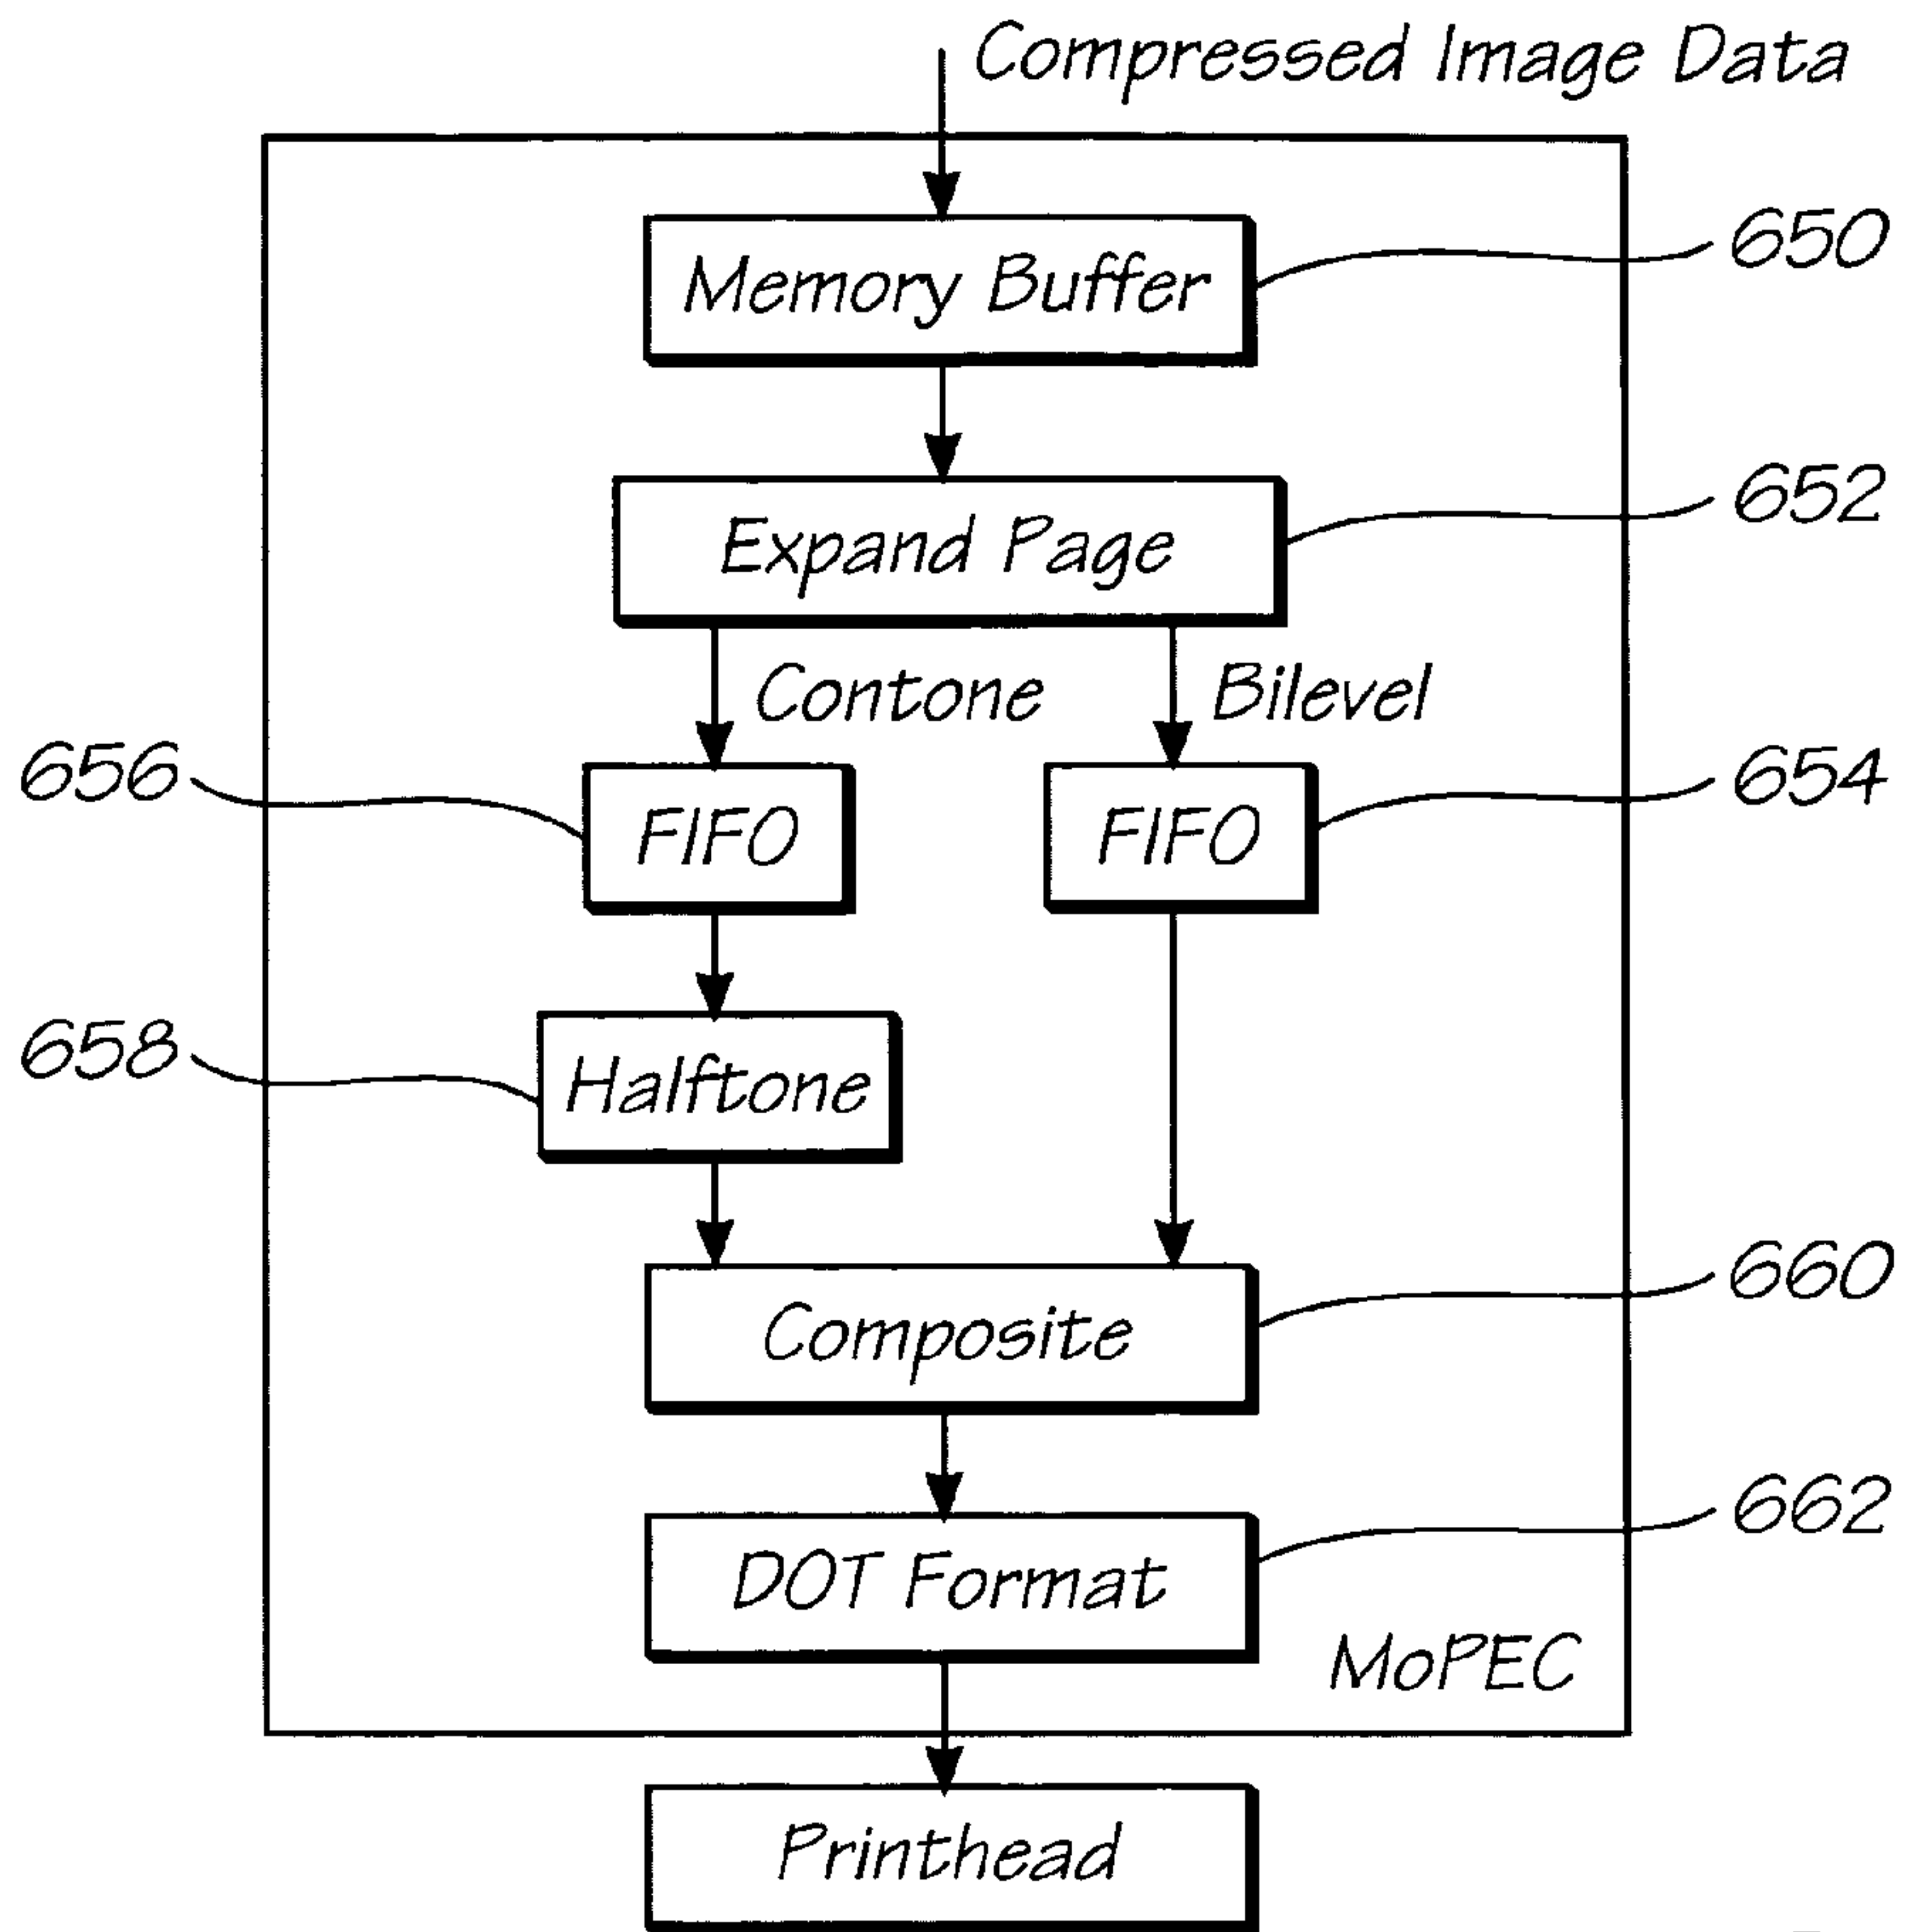 Compressed Image Data
Memory Buffer
650
Expand Page
652
Contone
Bilevel
656
FIFO
FIFO
654
658
Halftone
Composite
660
DOT Format
662
MoPEC
Printhead